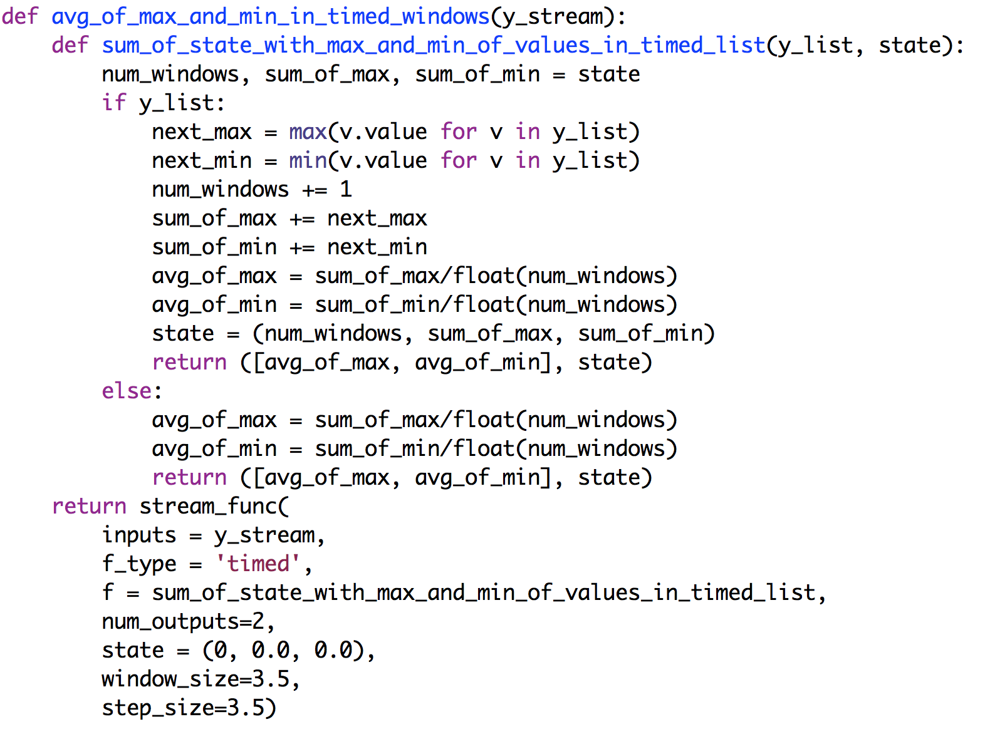 def avg_of_max_and_min_in_timed_windows(y_stream):
    def sum_of_state_with_max_and_min_of_values_in_timed_list(y_list, state):
        num_windows, sum_of_max, sum_of_min = state
        if y_list:
            next_max = max(v.value for v in y_list)
            next_min = min(v.value for v in y_list)
            num_windows += 1
            sum_of_max += next_max
            sum_of_min += next_min
            avg_of_max = sum_of_max/float(num_windows)
            avg_of_min = sum_of_min/float(num_windows)
            state = (num_windows, sum_of_max, sum_of_min)
            return ([avg_of_max, avg_of_min], state)
        else:
            avg_of_max = sum_of_max/float(num_windows)
            avg_of_min = sum_of_min/float(num_windows)
            return ([avg_of_max, avg_of_min], state)
    return stream_func(
        inputs = y_stream,
        f_type = 'timed',
        f = sum_of_state_with_max_and_min_of_values_in_timed_list,
        num_outputs=2,
        state = (0, 0.0, 0.0),
        window_size=3.5,
        step_size=3.5)